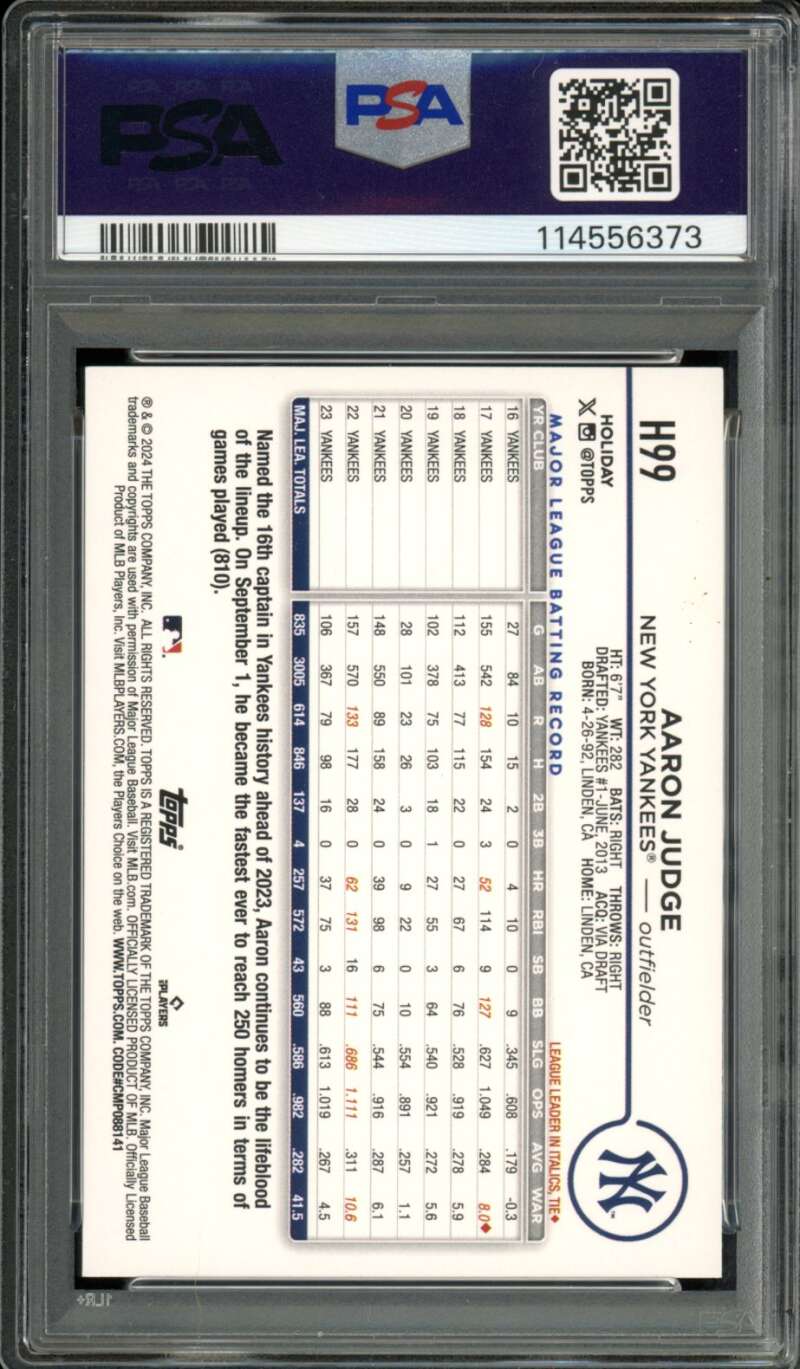 PSA PSA PSA
PSA
PSA PSA PSA
PSA
114556373
H99
AARON JUDGE
NEW YORK YANKEES® — outfielder
HOLIDAY
@TOPPS
HT: 6'7" WT: 282 BATS: RIGHT THROWS: RIGHT
DRAFTED: YANKEES #1-JUNE, 2013 ACQ: VIA DRAFT
BORN: 4-26-92, LINDEN, CA HOME: LINDEN, CA
NY
MAJOR LEAGUE BATTING RECORD
LEAGUE LEADER IN ITALICS, TIE♦
YR CLUB G AB R H 2B 3B HR RBI SB BB SLG OPS AVG WAR
16 YANKEES 27 84 10 15 2 0 4 10 0 9 .345 .608 .179 -0.3
17 YANKEES 155 542 128 154 24 3 52 114 9 127 .627 1.049 .284 8.0♦
18 YANKEES 112 413 77 115 22 0 27 67 6 76 .528 .919 .278 5.9
19 YANKEES 102 378 75 103 18 1 27 55 3 64 .540 .921 .272 5.6
20 YANKEES 28 101 23 26 3 0 9 22 0 10 .554 .891 .257 1.1
21 YANKEES 148 550 89 158 24 0 39 98 6 75 .544 .916 .287 6.1
22 YANKEES 157 570 133 177 28 0 62 131 16 111 .686 1.111 .311 10.6
23 YANKEES 106 367 79 98 16 0 37 75 3 88 .613 1.019 .267 4.5
MAJ. LEA. TOTALS 835 3005 614 846 137 4 257 572 43 560 .586 .982 .282 41.5
Named the 16th captain in Yankees history ahead of 2023, Aaron continues to be the lifeblood
of the lineup. On September 1, he became the fastest ever to reach 250 homers in terms of
games played (810).
topps
PLAYERS
® & © 2024 THE TOPPS COMPANY, INC. ALL RIGHTS RESERVED. TOPPS IS A REGISTERED TRADEMARK OF THE TOPPS COMPANY, INC. Major League Baseball
trademarks and copyrights are used with permission of Major League Baseball. Visit MLB.com. OFFICIALLY LICENSED PRODUCT OF MLB. Officially Licensed
Product of MLB Players, Inc. Visit MLBPLAYERS.COM, the Players Choice on the web. WWW.TOPPS.COM. CODE#CMP088141
1LR+
PSA